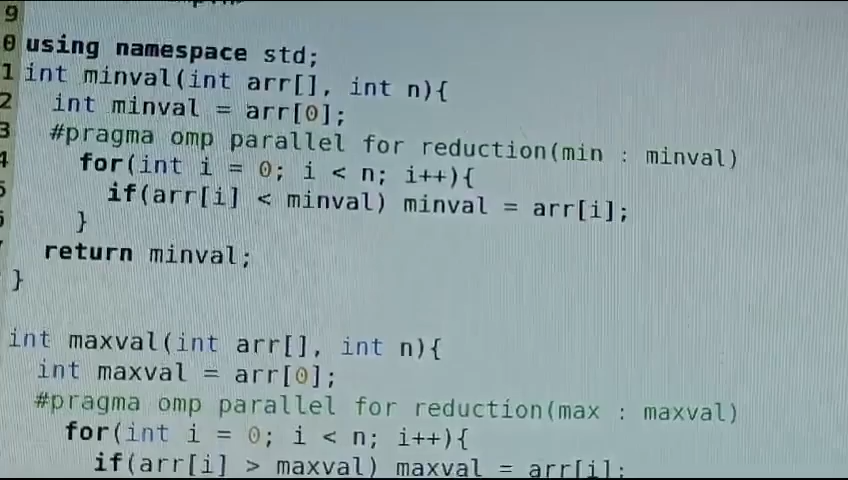 9
0 using namespace std;
1 int minval(int arr[], int n){
2 int minval = arr[0];
3 #pragma omp parallel for reduction(min : minval)
4 for(int i = 0; i < n; i++){
5 if(arr[i] < minval) minval = arr[i];
6 }
return minval;
}
int maxval(int arr[], int n){
int maxval = arr[0];
#pragma omp parallel for reduction(max : maxval)
for(int i = 0; i < n; i++){
if(arr[i] > maxval) maxval = arr[i];